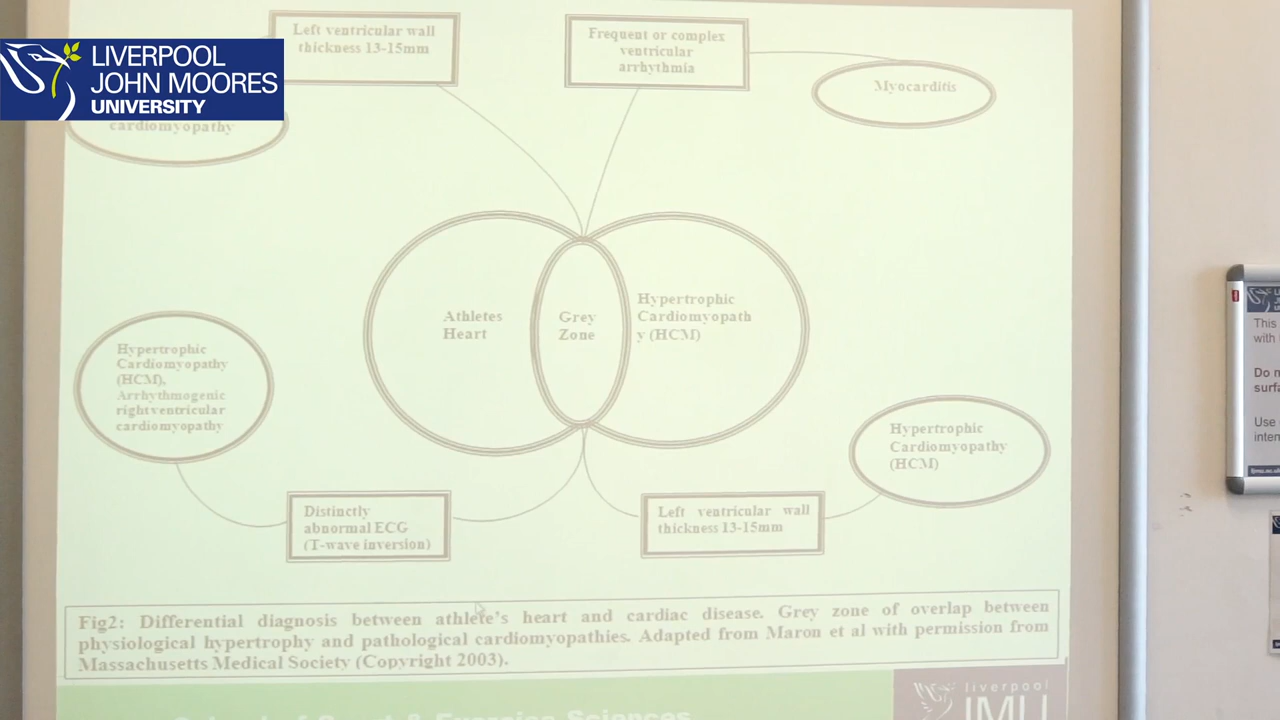 LIVERPOOL
JOHN MOORES
UNIVERSITY
Left ventricular wall
thickness 13-15mm
Frequent or complex
ventricular
arrhythmia
Myocarditis
cardiomyopathy
Athletes
Heart
Grey
Zone
Hypertrophic
Cardiomyopath
y (HCM)
Hypertrophic
Cardiomyopathy
(HCM),
Arrhythmogenic
right ventricular
cardiomyopathy
Hypertrophic
Cardiomyopathy
(HCM)
Distinctly
abnormal ECG
(T-wave inversion)
Left ventricular wall
thickness 13-15mm
Fig2: Differential diagnosis between athlete's heart and cardiac disease. Grey zone of overlap between
physiological hypertrophy and pathological cardiomyopathies. Adapted from Maron et al with permission from
Massachusetts Medical Society (Copyright 2003).
liverpool
JMU
This
with
Do
Use